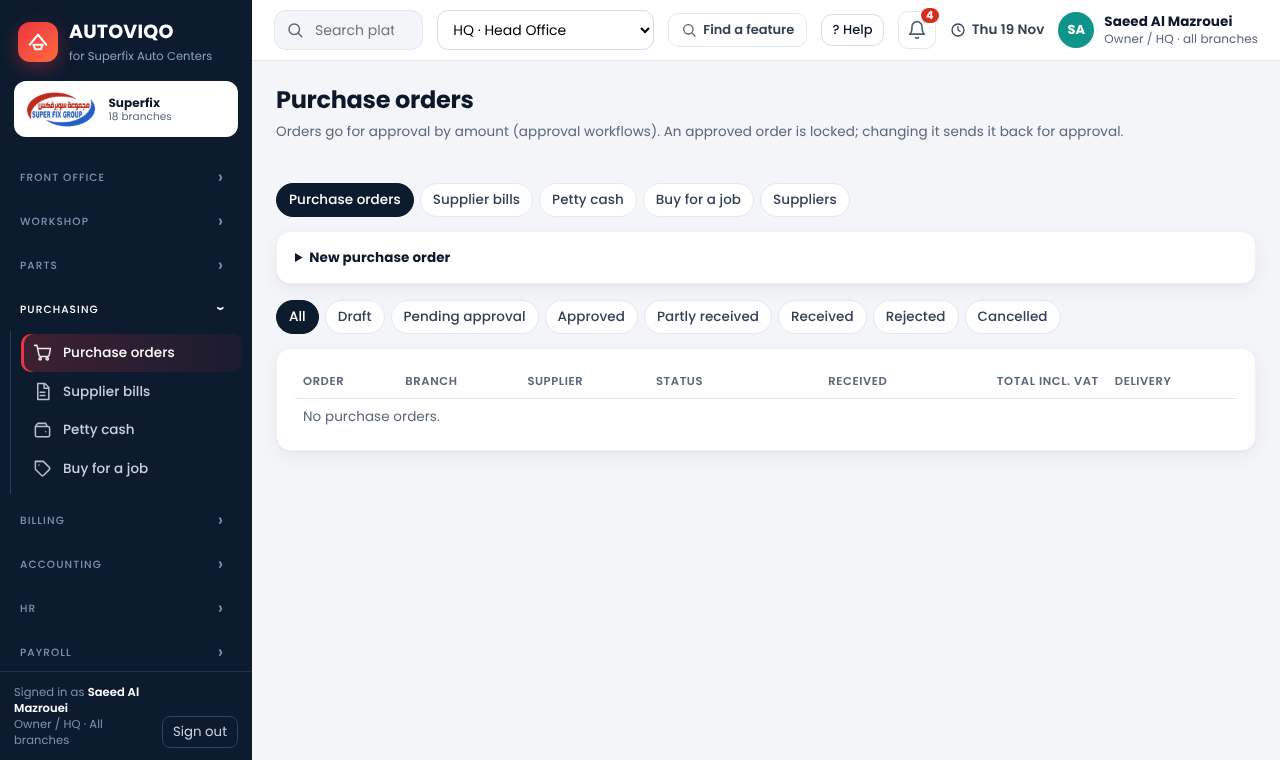 AUTOVIQO
for Superfix Auto Centers
مجموعة سوبر فكس
SUPER FIX GROUP
Superfix
18 branches
FRONT OFFICE
WORKSHOP
PARTS
PURCHASING
Purchase orders
Supplier bills
Petty cash
Buy for a job
BILLING
ACCOUNTING
HR
PAYROLL
Signed in as Saeed Al
Mazrouei
Owner / HQ · All
branches
Sign out
Search plat
HQ · Head Office
Find a feature
? Help
4
Thu 19 Nov
SA
Saeed Al Mazrouei
Owner / HQ · all branches
Purchase orders
Orders go for approval by amount (approval workflows). An approved order is locked; changing it sends it back for approval.
Purchase orders Supplier bills Petty cash Buy for a job Suppliers
New purchase order
All Draft Pending approval Approved Partly received Received Rejected Cancelled
ORDER BRANCH SUPPLIER STATUS RECEIVED TOTAL INCL. VAT DELIVERY
No purchase orders.